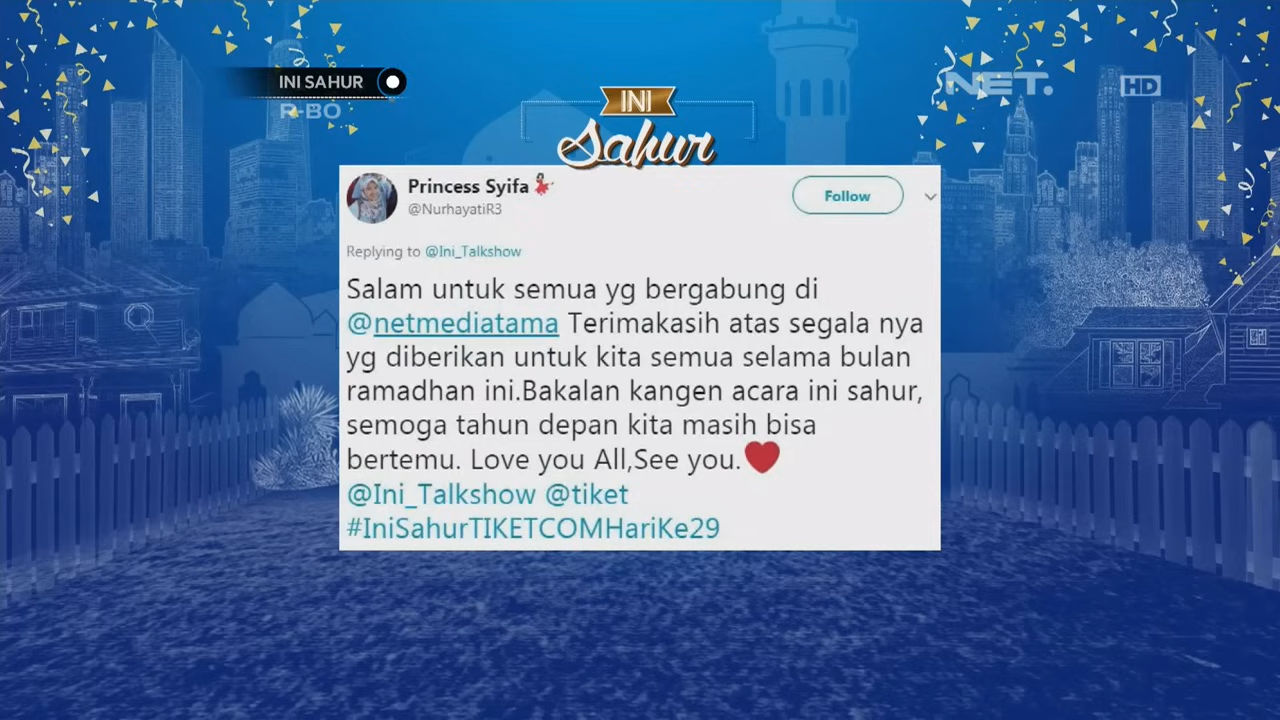 INI SAHUR
R-BO
NET.
HD
INI
Sahur
Princess Syifa
@NurhayatiR3
Follow
Replying to @Ini_Talkshow
Salam untuk semua yg bergabung di
@netmediatama Terimakasih atas segala nya
yg diberikan untuk kita semua selama bulan
ramadhan ini.Bakalan kangen acara ini sahur,
semoga tahun depan kita masih bisa
bertemu. Love you All,See you.❤
@Ini_Talkshow @tiket
#IniSahurTIKETCOMHariKe29